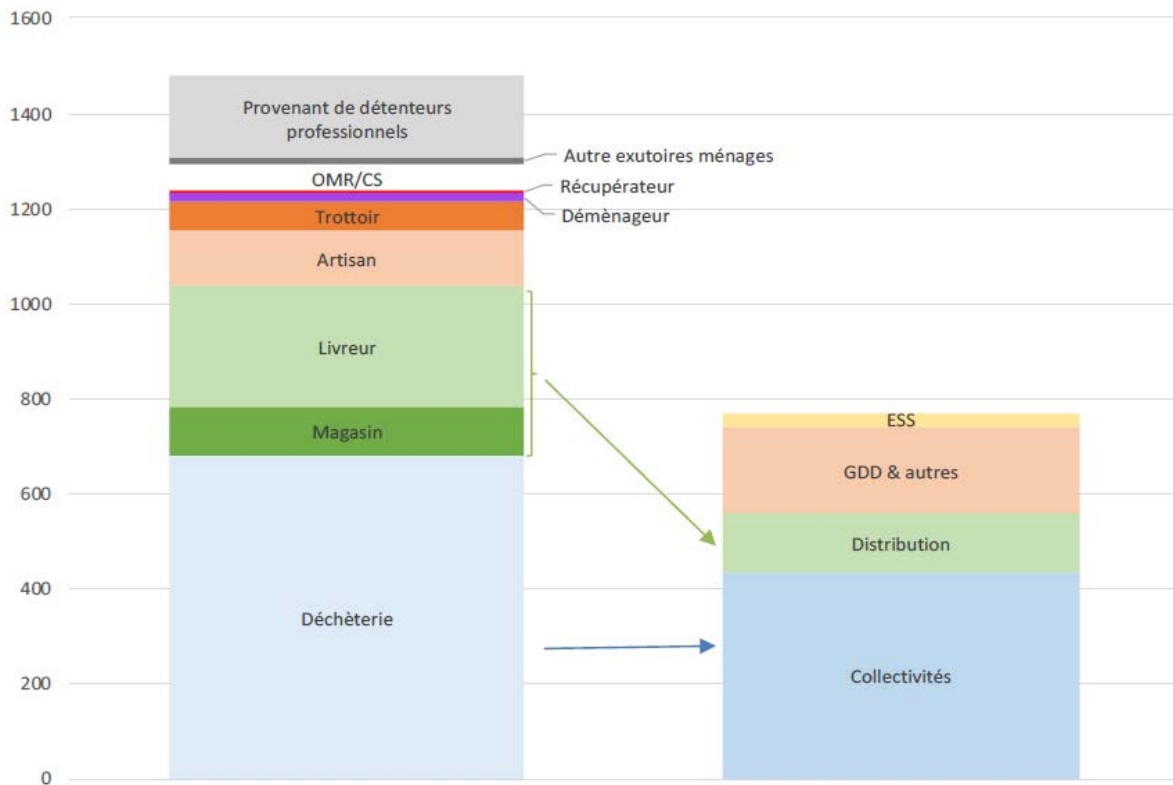 1600
1400
1200
1000
800
600
400
200
0
Provenant de détenteurs
professionnels
Autre exutoires ménages
OMR/CS
Récupérateur
Démènageur
Trottoir
Artisan
Livreur
Magasin
Déchèterie
ESS
GDD & autres
Distribution
Collectivités